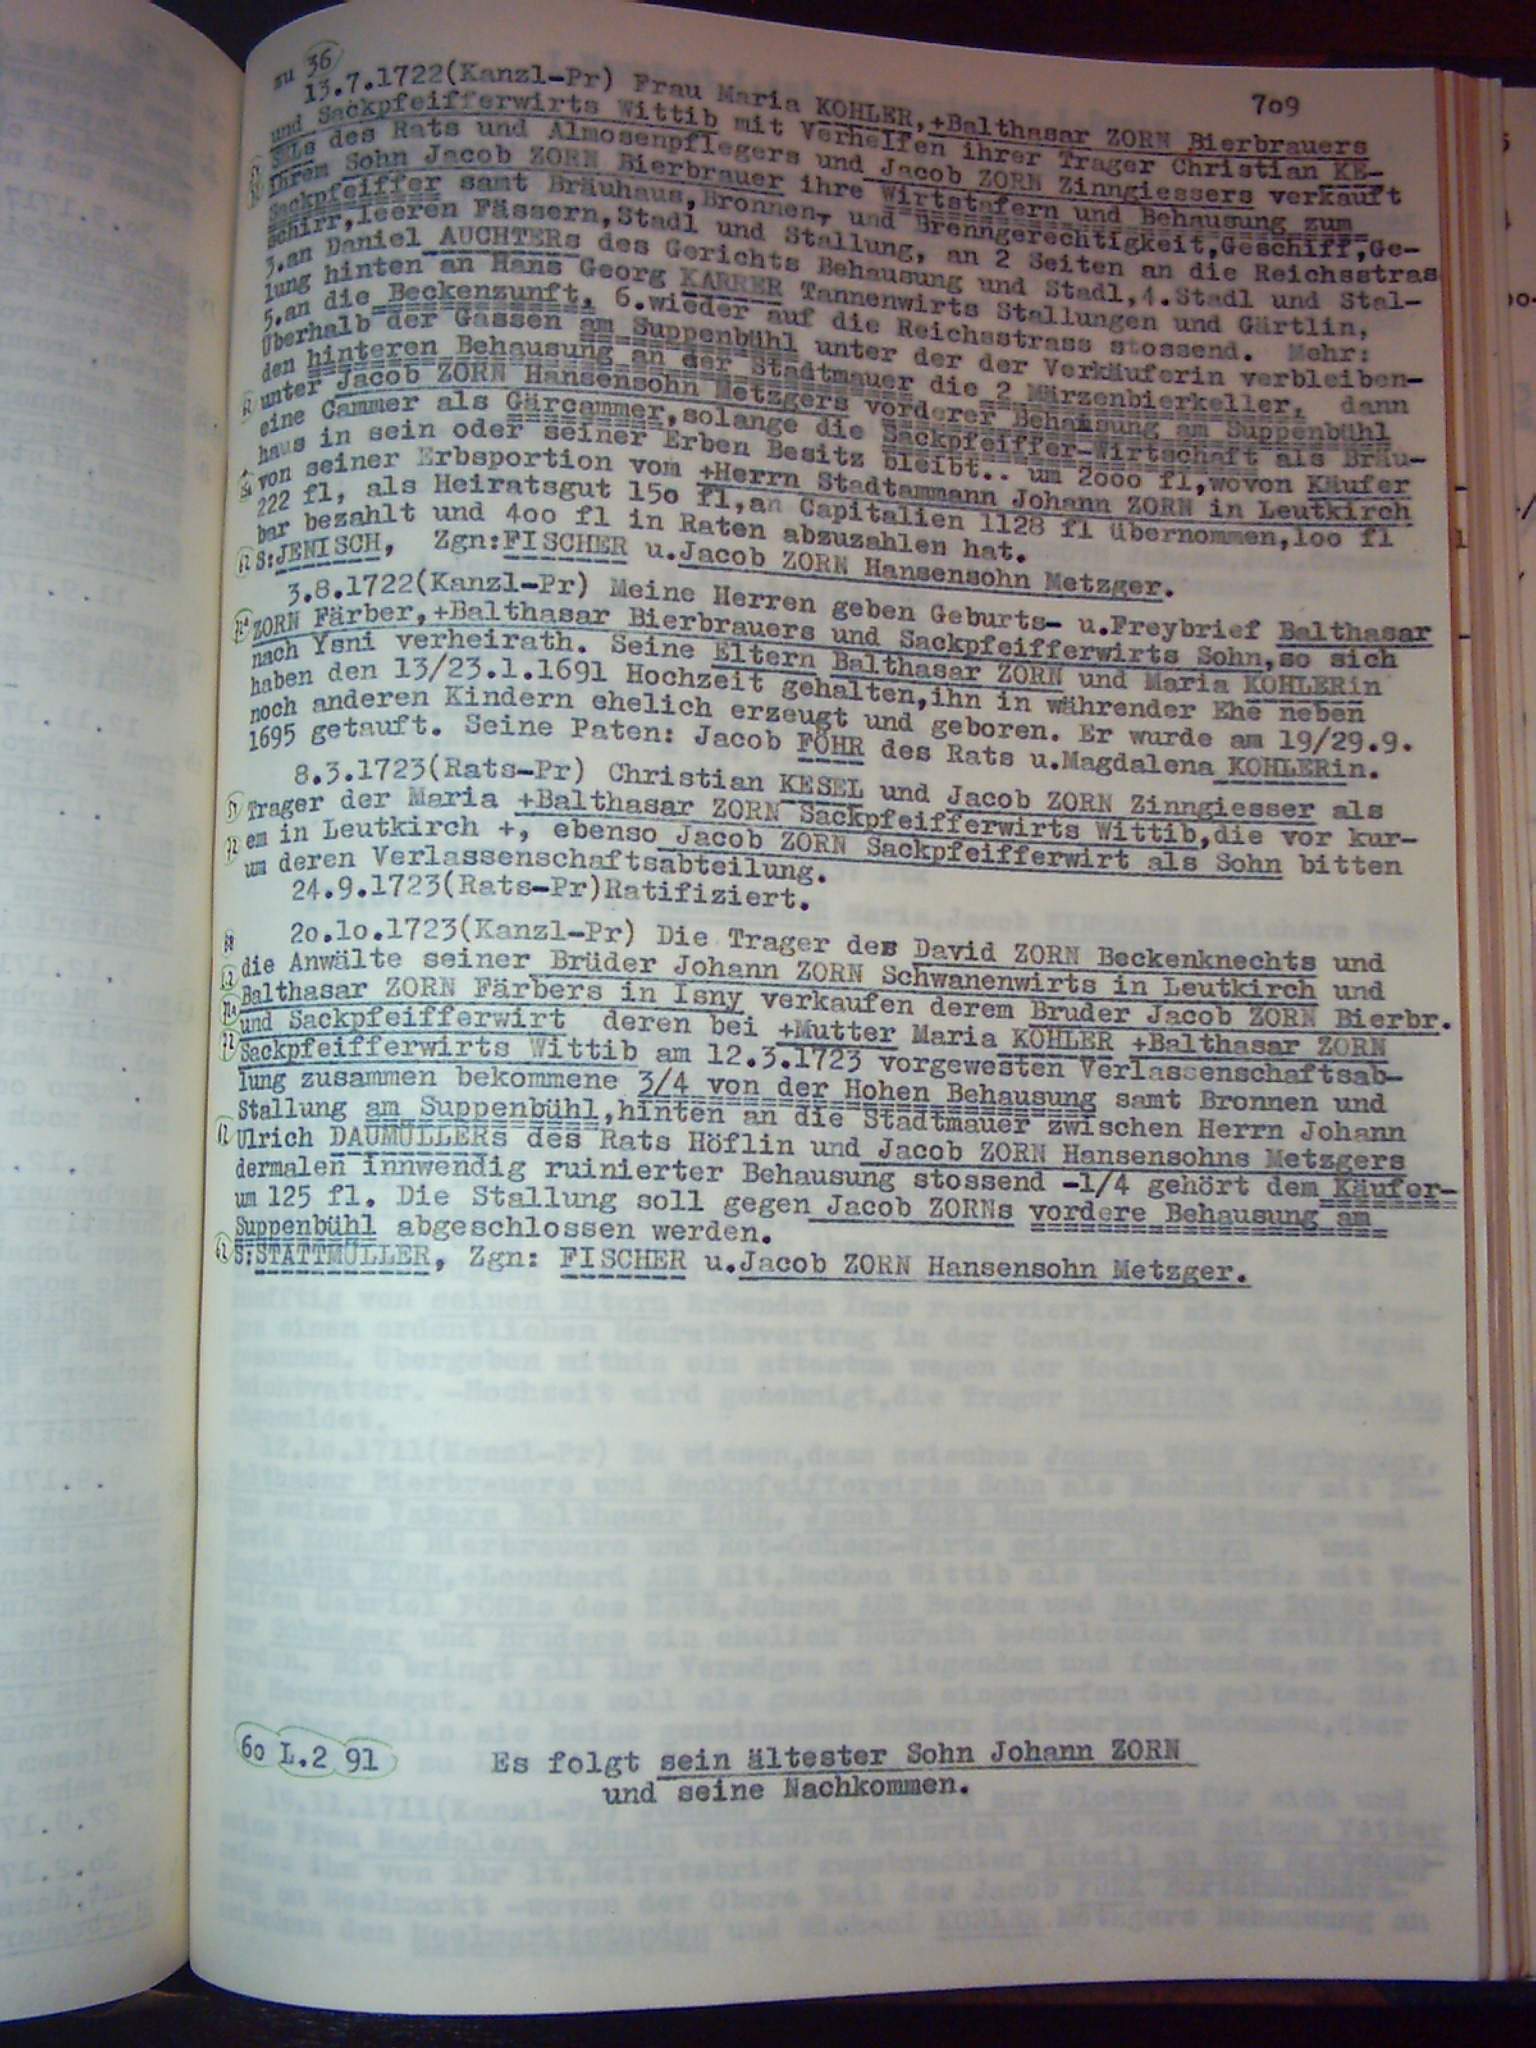 zu 36
709
13.7.1722(Kanzl-Pr) Frau Maria KOHLER,+Balthasar ZORN Bierbrauers
und Sackpfeifferwirts Wittib mit Verhelfen ihrer Trager Christian KE-
SELs des Rats und Almosenpflegers und Jacob ZORN Zinngiessers verkauft
ihrem Sohn Jacob ZORN Bierbrauer ihre Wirtstafern und Behausung zum
Sackpfeiffer samt Bräuhaus,Bronnen, und Brenngerechtigkeit,Geschiff,Ge-
schirr,leeren Fässern,Stadl und Stallung, an 2 Seiten an die Reichsstras
3.an Daniel AUCHTERs des Gerichts Behausung und Stadl,4.Stadl und Stal-
lung hinten an Hans Georg KARRER Tannenwirts Stallungen und Gärtlin,
5.an die Beckenzunft, 6.wieder auf die Reichsstrass stossend. Mehr:
Überhalb der Gassen am Suppenbühl unter der der Verkäuferin verbleiben-
den hinteren Behausung an der Stadtmauer die 2 Märzenbierkeller, dann
unter Jacob ZORN Hansensohn Metzgers vorderer Behausung am Suppenbühl
eine Cammer als Gärcammer,solange die Sackpfeiffer-Wirtschaft als Bräu-
haus in sein oder seiner Erben Besitz bleibt.. um 2000 fl,wovon Käufer
von seiner Erbsportion vom +Herrn Stadtammann Johann ZORN in Leutkirch
222 fl, als Heiratsgut 150 fl,an Capitalien 1128 fl übernommen,100 fl
bar bezahlt und 400 fl in Raten abzuzahlen hat.
62 S:JENISCH, Zgn:FISCHER u.Jacob ZORN Hansensohn Metzger.
3.8.1722(Kanzl-Pr) Meine Herren geben Geburts- u.Freybrief Balthasar
ZORN Färber,+Balthasar Bierbrauers und Sackpfeifferwirts Sohn,so sich
nach Ysni verheirath. Seine Eltern Balthasar ZORN und Maria KOHLERin
haben den 13/23.1.1691 Hochzeit gehalten,ihn in währender Ehe neben
noch anderen Kindern ehelich erzeugt und geboren. Er wurde am 19/29.9.
1695 getauft. Seine Paten: Jacob FOHR des Rats u.Magdalena KOHLERin.
8.3.1723(Rats-Pr) Christian KESEL und Jacob ZORN Zinngiesser als
Trager der Maria +Balthasar ZORN Sackpfeifferwirts Wittib,die vor kur-
em in Leutkirch +, ebenso Jacob ZORN Sackpfeifferwirt als Sohn bitten
um deren Verlassenschaftsabteilung.
24.9.1723(Rats-Pr)Ratifiziert.
20.10.1723(Kanzl-Pr) Die Trager des David ZORN Beckenknechts und
die Anwälte seiner Brüder Johann ZORN Schwanenwirts in Leutkirch und
Balthasar ZORN Färbers in Isny verkaufen derem Bruder Jacob ZORN Bierbr.
und Sackpfeifferwirt deren bei +Mutter Maria KOHLER +Balthasar ZORN
Sackpfeifferwirts Wittib am 12.3.1723 vorgewesten Verlassenschaftsab-
lung zusammen bekommene 3/4 von der Hohen Behausung samt Bronnen und
Stallung am Suppenbühl,hinten an die Stadtmauer zwischen Herrn Johann
62 Ulrich DAUMÜLLERs des Rats Höflin und Jacob ZORN Hansensohns Metzgers
dermalen innwendig ruinierter Behausung stossend -1/4 gehört dem Käufer-
um 125 fl. Die Stallung soll gegen Jacob ZORNs vordere Behausung am
Suppenbühl abgeschlossen werden.
62 S:STATTMÜLLER, Zgn: FISCHER u.Jacob ZORN Hansensohn Metzger.
60 L.2 91 Es folgt sein ältester Sohn Johann ZORN
und seine Nachkommen.